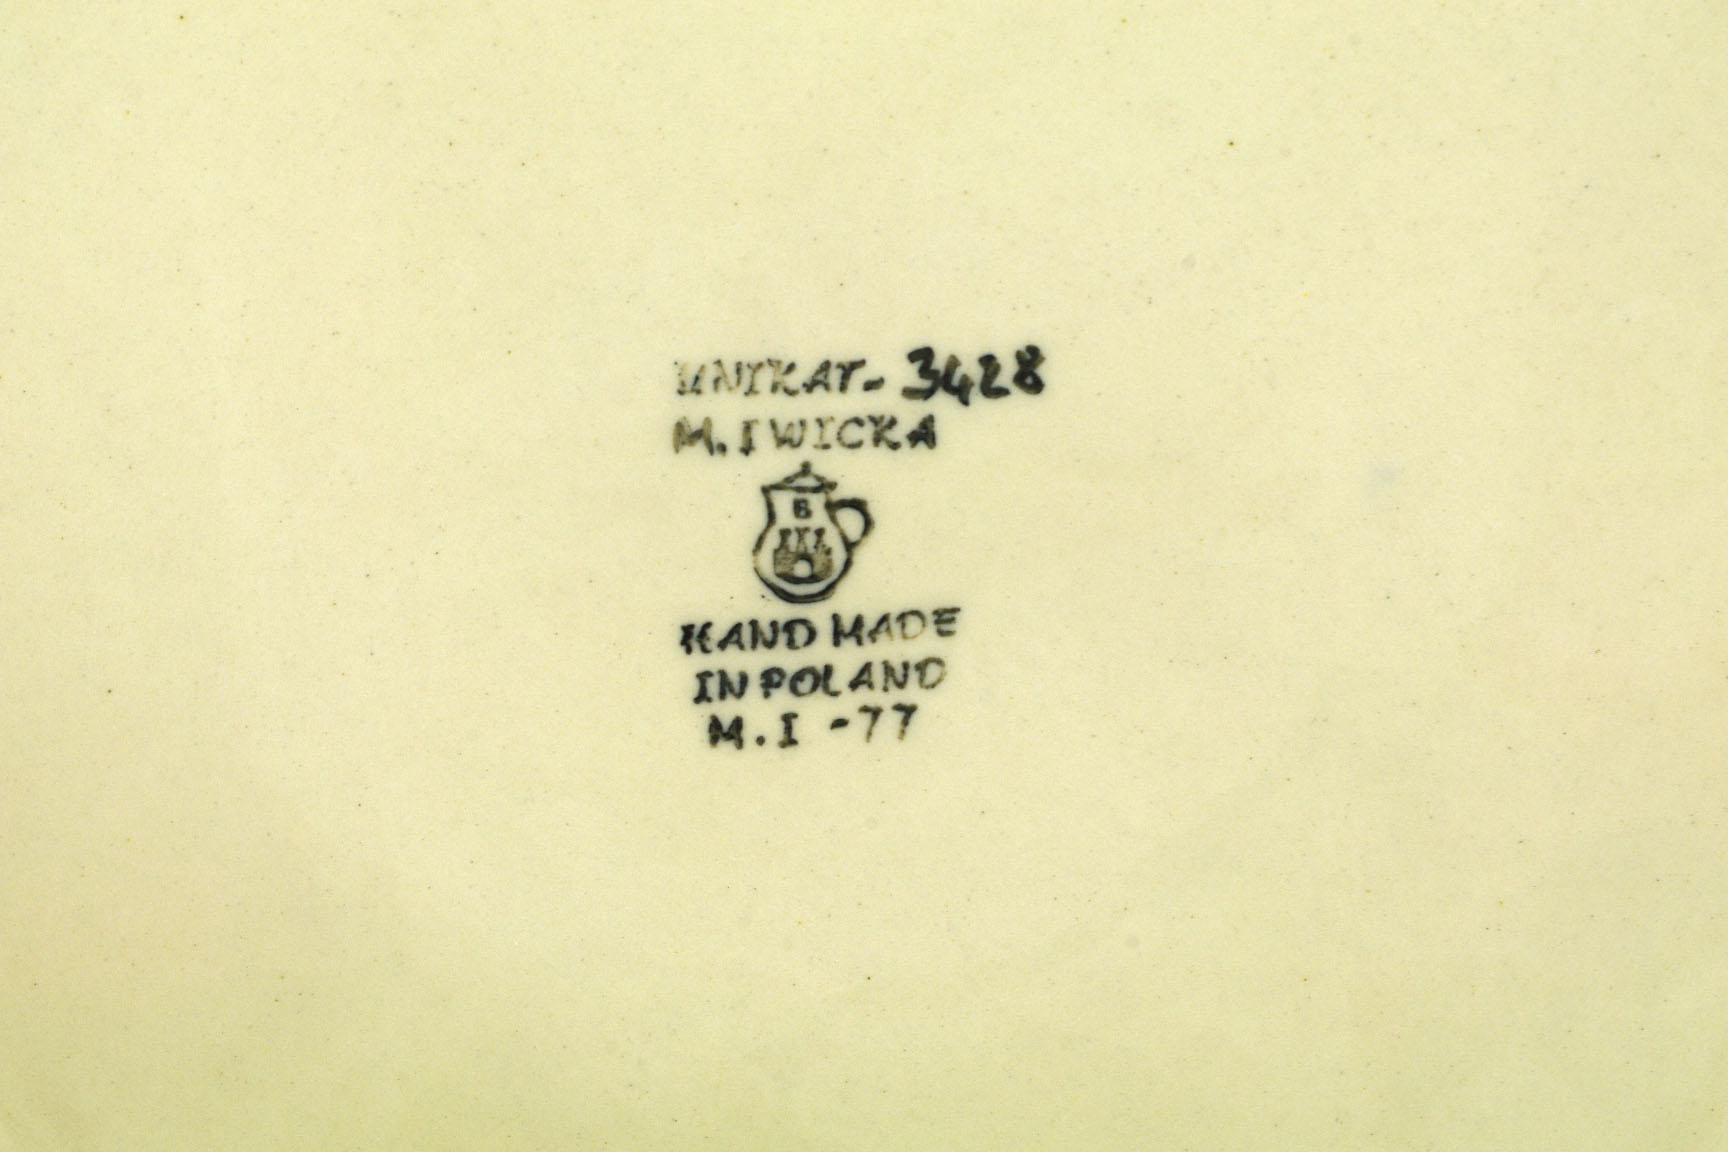 UNIKAT- 3428
M. IWICKA
B
HAND MADE
IN POLAND
M. I -77